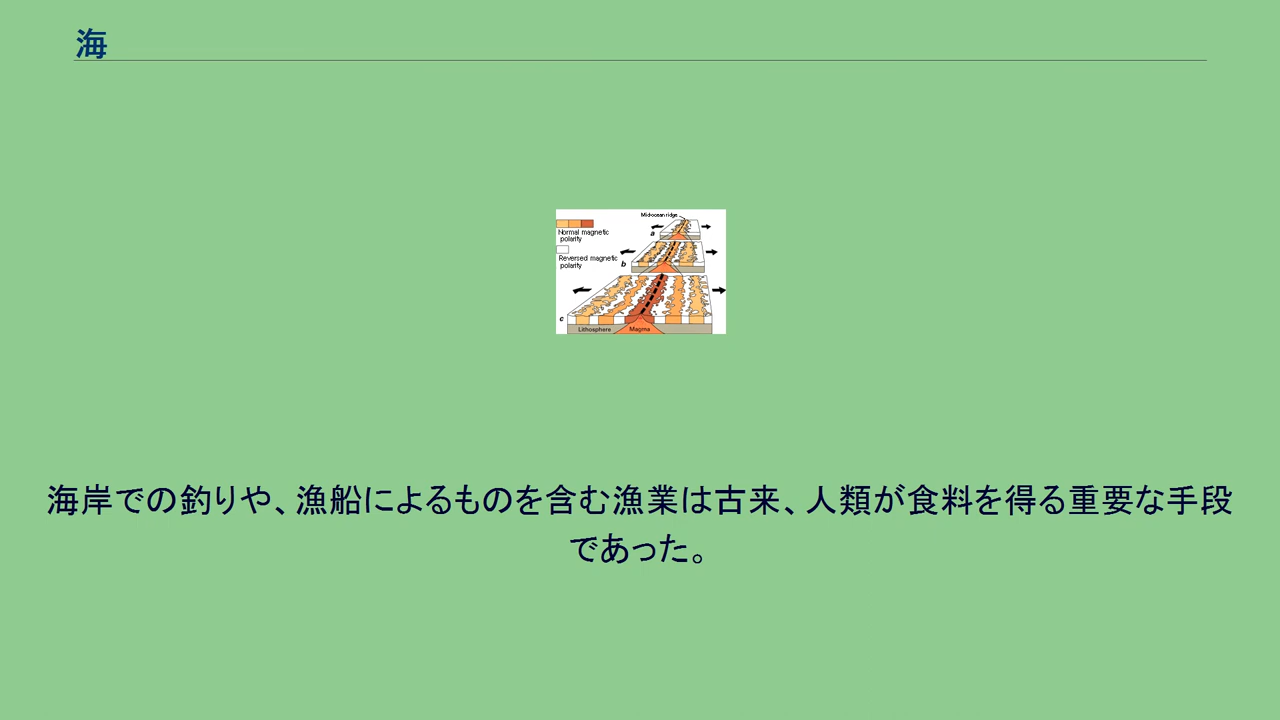 海
Mid-ocean ridge
Normal magnetic
polarity
a
Reversed magnetic
polarity
b
c
Lithosphere
Magma
海岸での釣りや、漁船によるものを含む漁業は古来、人類が食料を得る重要な手段
であった。